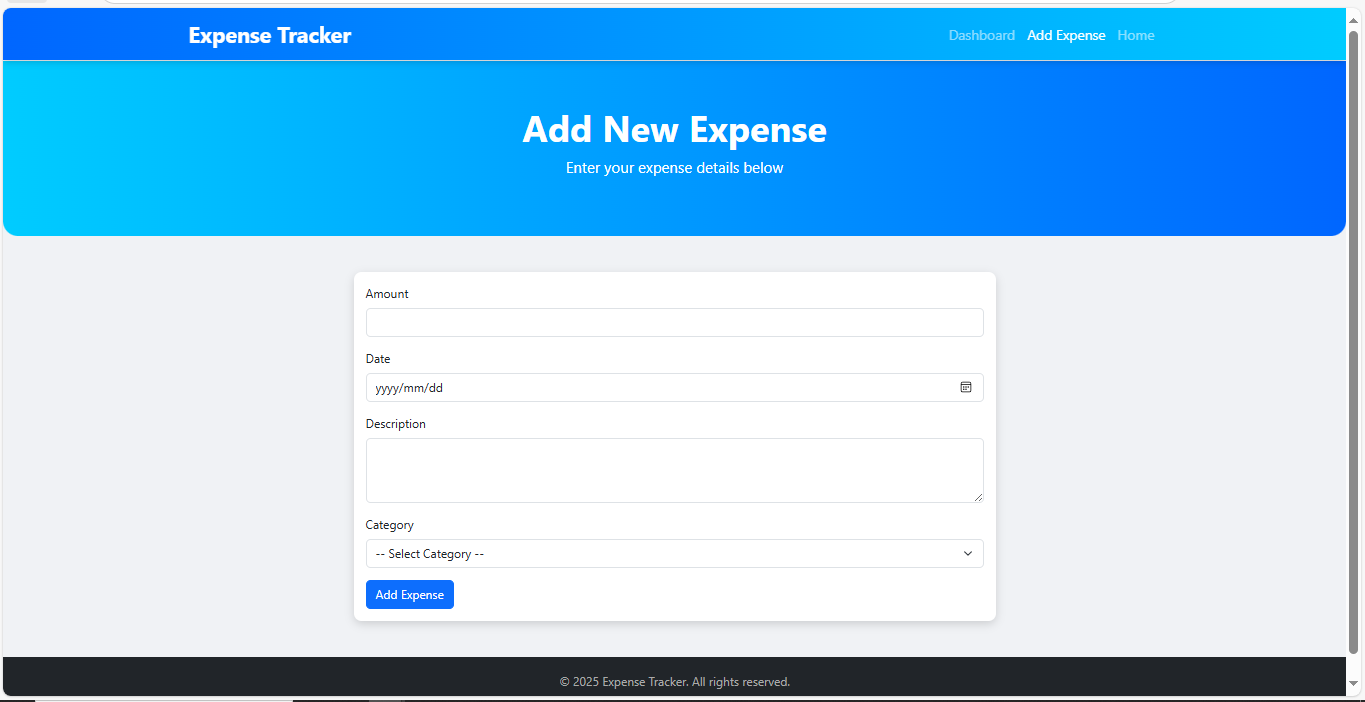 Expense Tracker
Dashboard Add Expense Home
Add New Expense
Enter your expense details below
Amount
Date
yyyy/mm/dd
Description
Category
-- Select Category --
Add Expense
© 2025 Expense Tracker. All rights reserved.